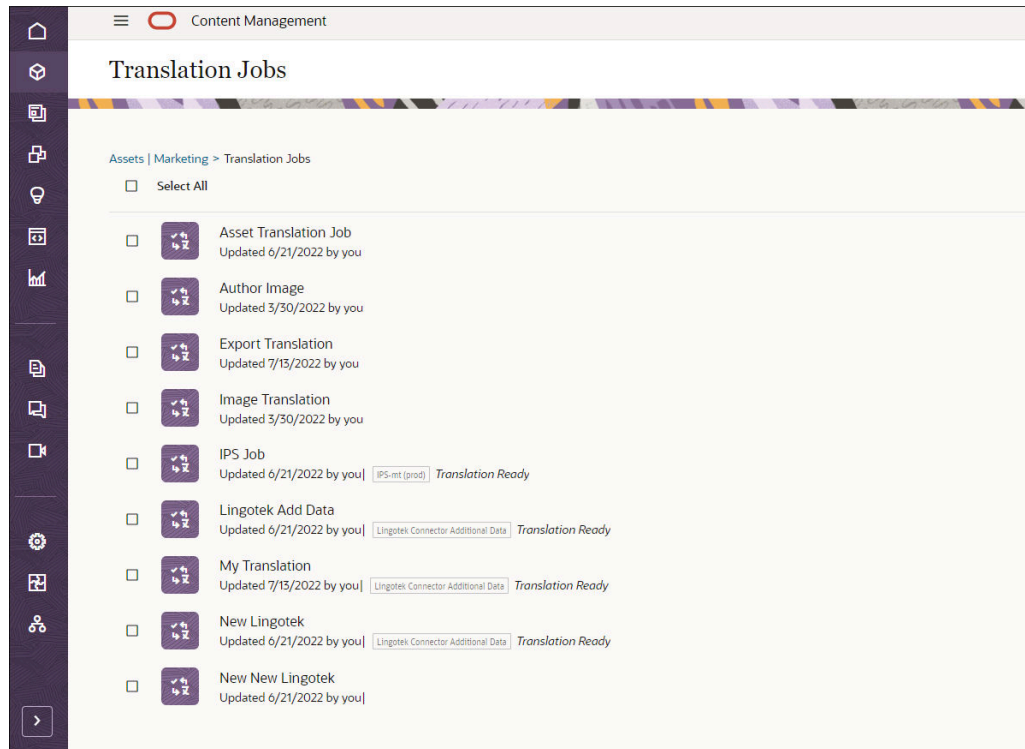 Content Management
Translation Jobs
Assets | Marketing > Translation Jobs
Select All
Asset Translation Job
Updated 6/21/2022 by you
Author Image
Updated 3/30/2022 by you
Export Translation
Updated 7/13/2022 by you
Image Translation
Updated 3/30/2022 by you
IPS Job
Updated 6/21/2022 by you| IPS-mt (prod) Translation Ready
Lingotek Add Data
Updated 6/21/2022 by you| Lingotek Connector Additional Data Translation Ready
My Translation
Updated 7/13/2022 by you| Lingotek Connector Additional Data Translation Ready
New Lingotek
Updated 6/21/2022 by you| Lingotek Connector Additional Data Translation Ready
New New Lingotek
Updated 6/21/2022 by you|